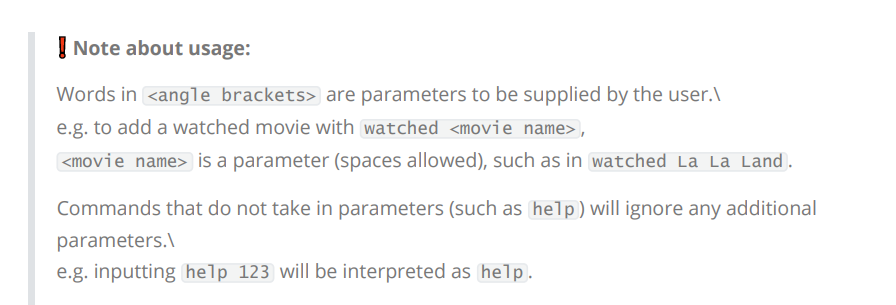 ❗ Note about usage:
Words in <angle brackets> are parameters to be supplied by the user.\
e.g. to add a watched movie with watched <movie name>,
<movie name> is a parameter (spaces allowed), such as in watched La La Land.
Commands that do not take in parameters (such as help) will ignore any additional
parameters.\
e.g. inputting help 123 will be interpreted as help.